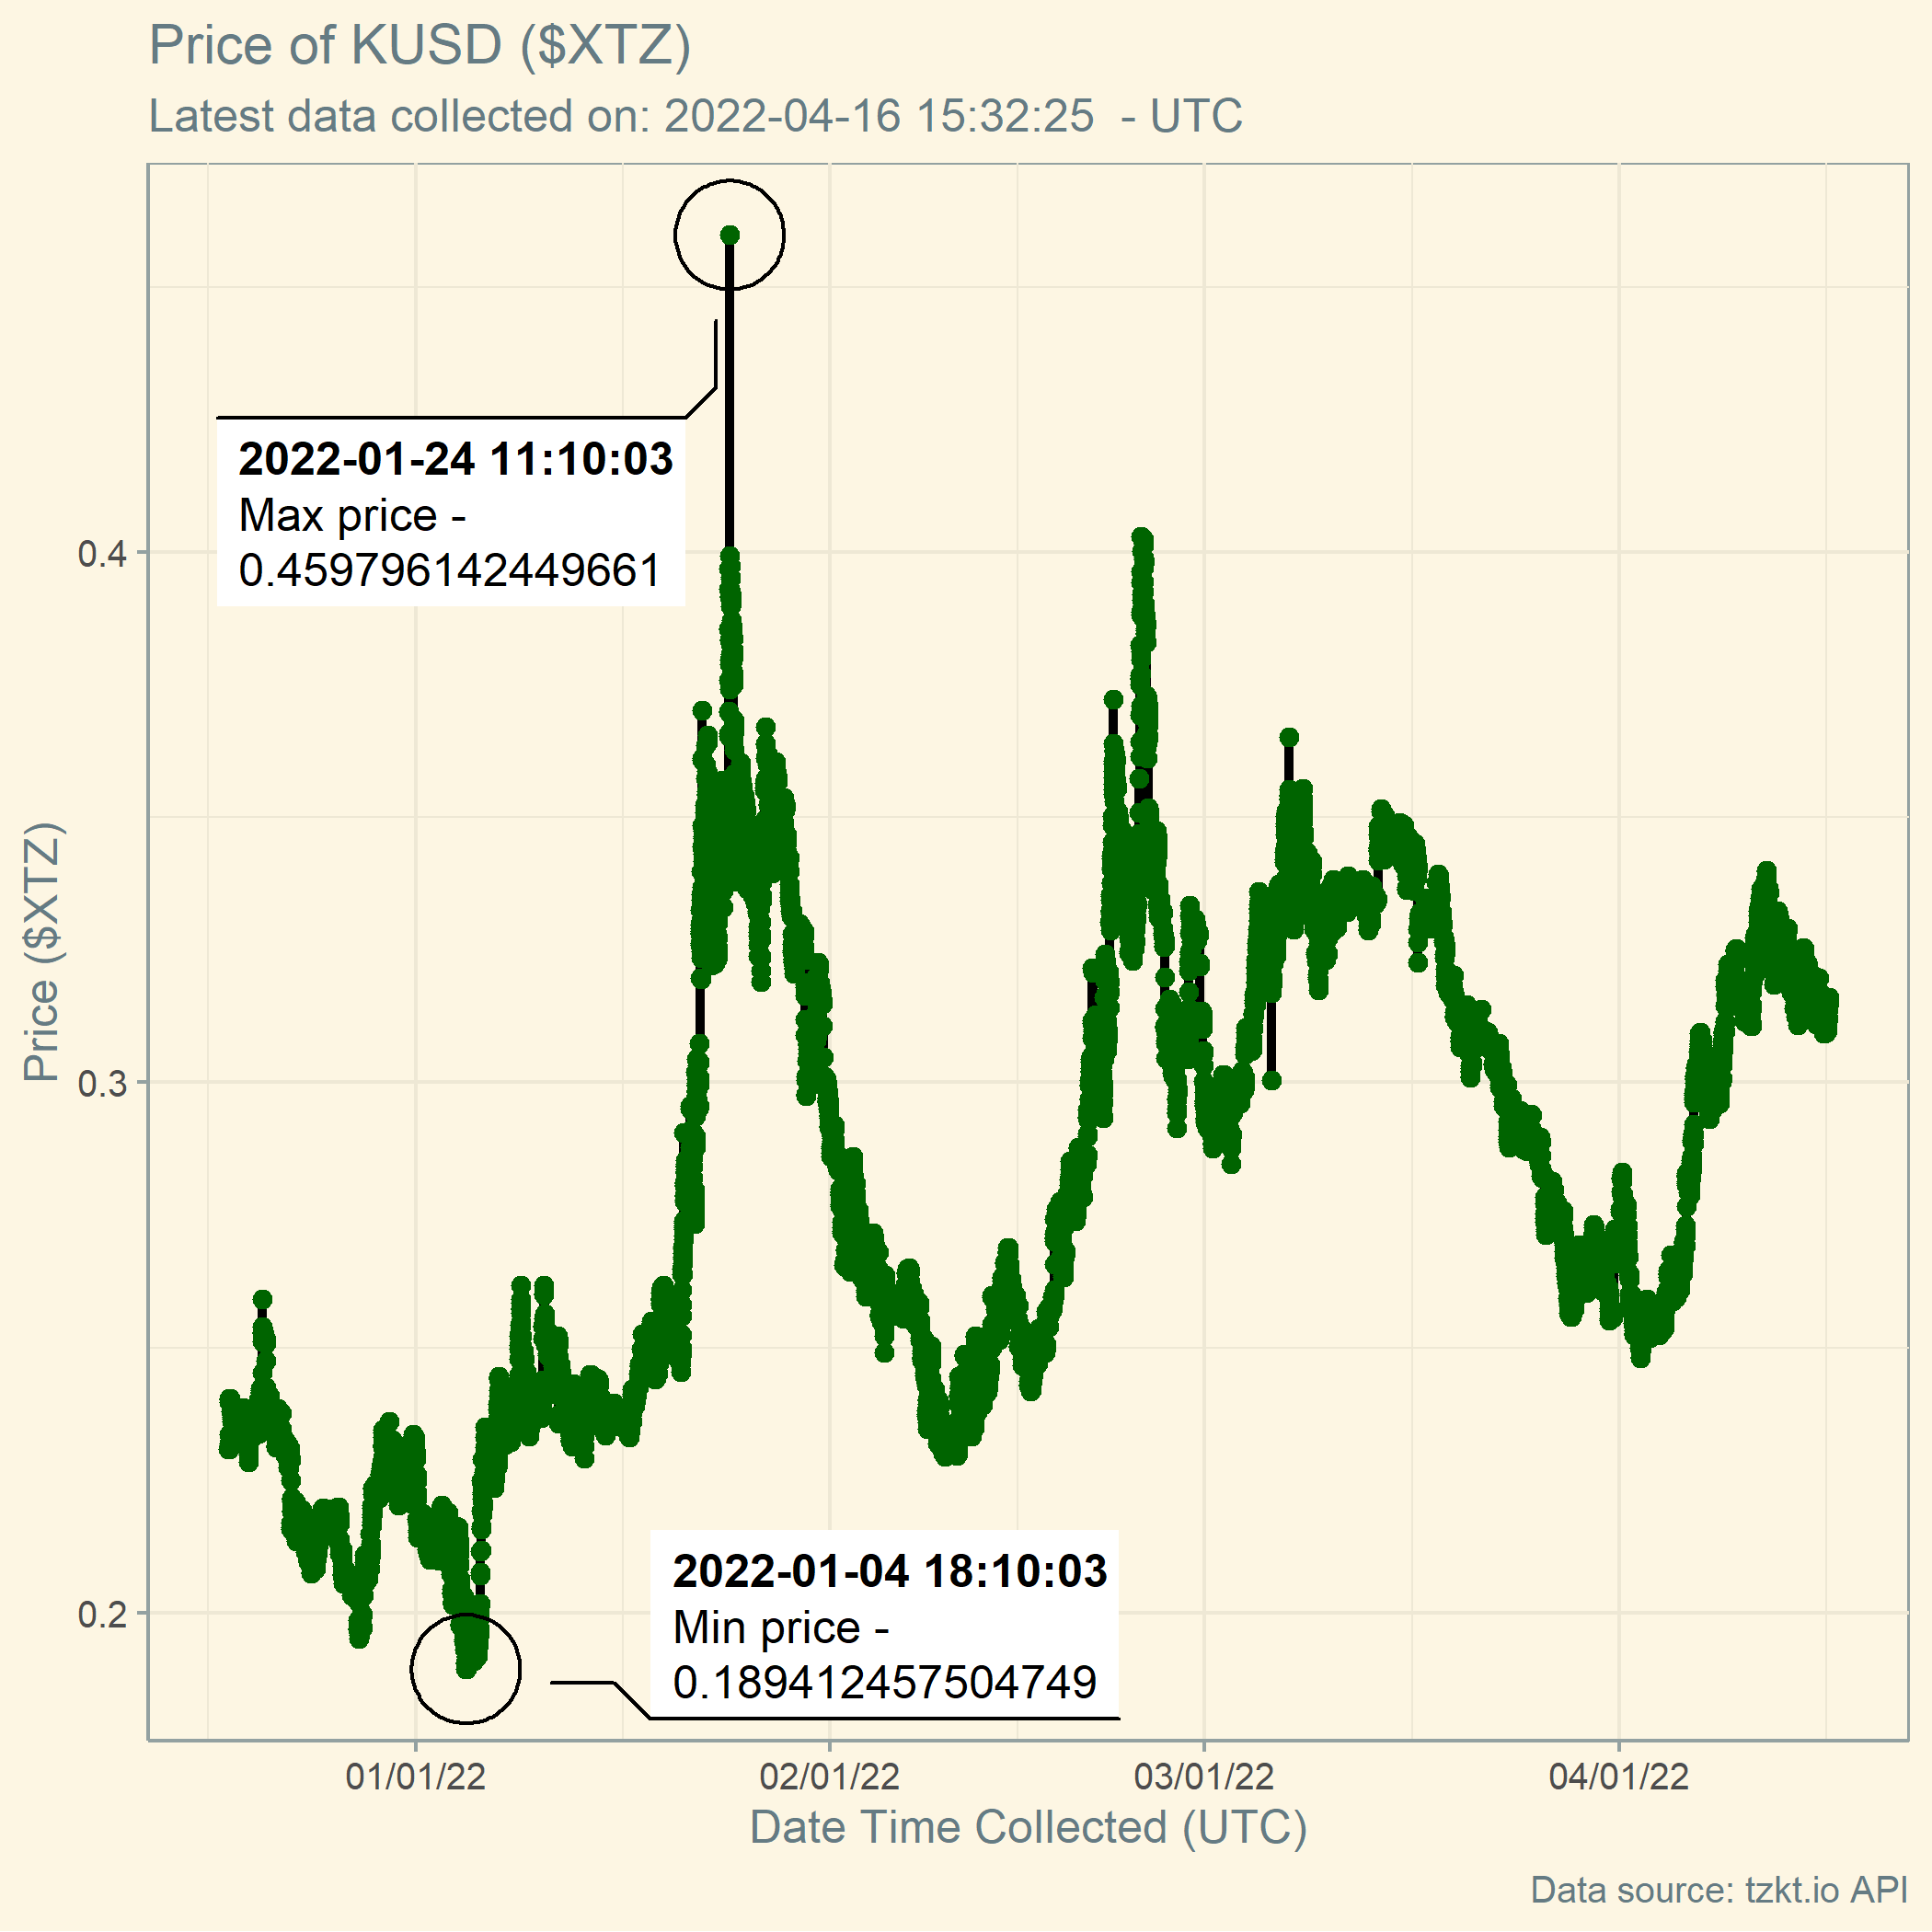 Price of KUSD ($XTZ)
Latest data collected on: 2022-04-16 15:32:25  - UTC
2022-01-24 11:10:03
Max price -
0.459796142449661
0.4
0.3
0.2
Price ($XTZ)
2022-01-04 18:10:03
Min price -
0.189412457504749
01/01/22
02/01/22
03/01/22
04/01/22
Date Time Collected (UTC)
Data source: tzkt.io API